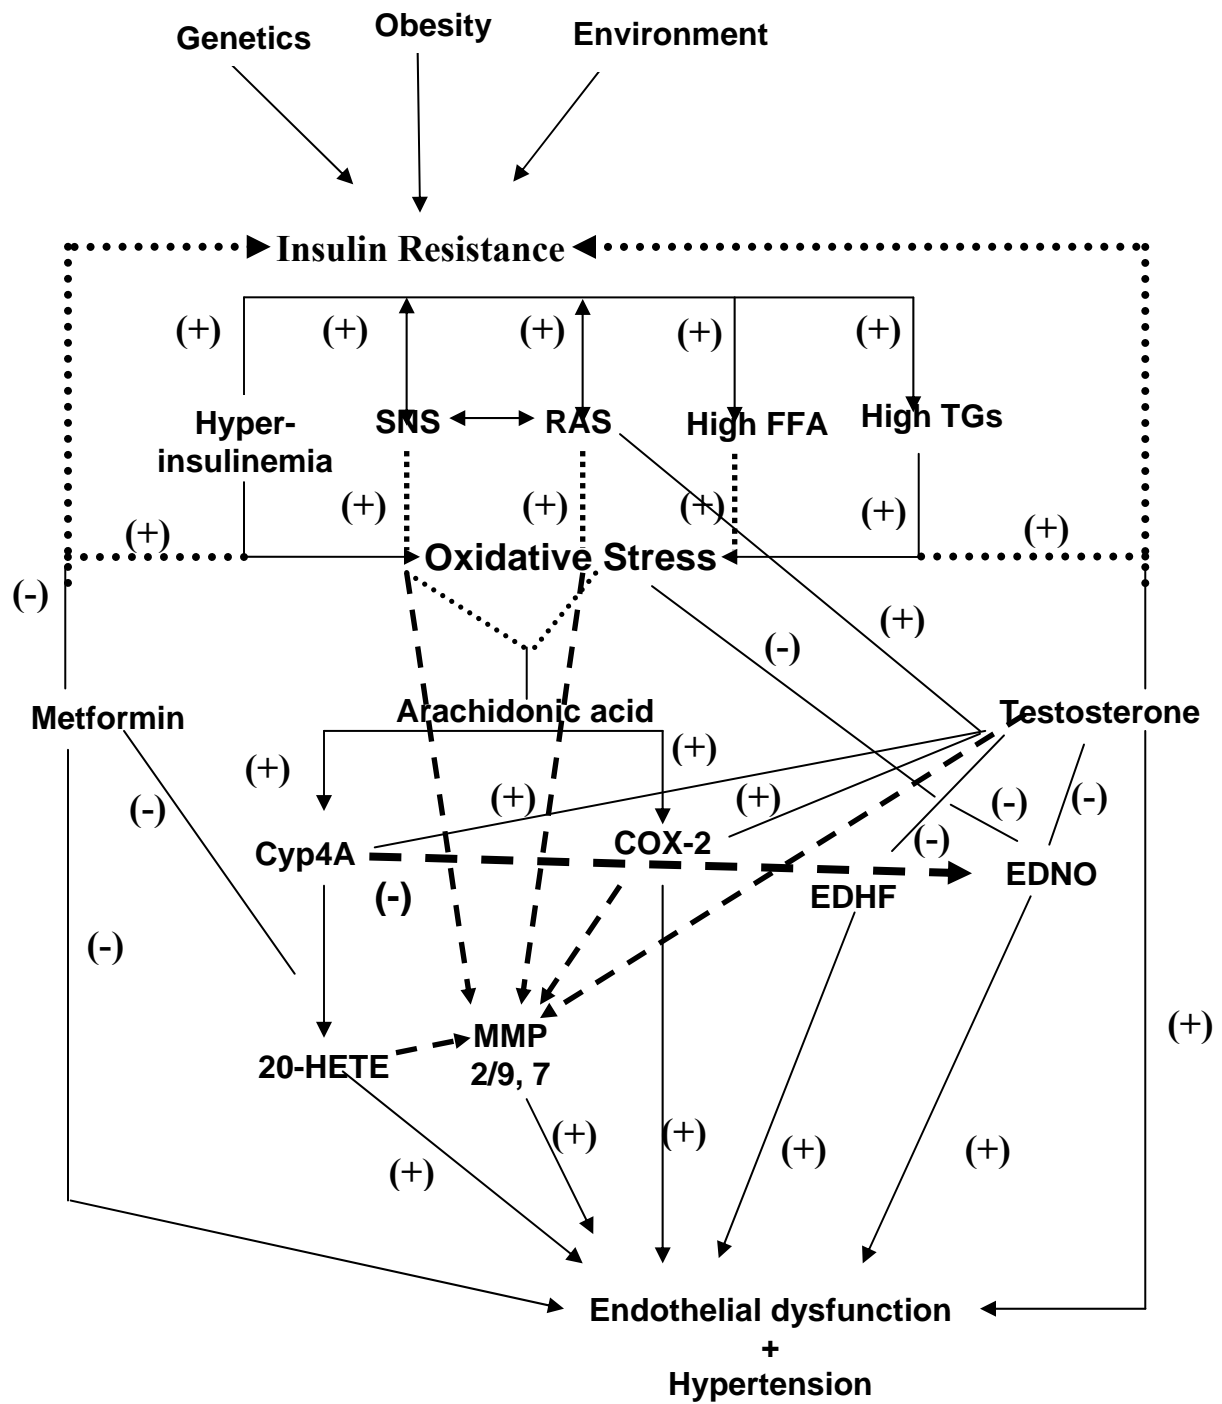 Genetics
Obesity
Environment
Insulin Resistance
(+)
(+)
(+)
(+)
(+)
Hyper-
insulinemia
SNS
RAS
High FFA
High TGs
(+)
(+)
(+)
(+)
(+)
(+)
Oxidative Stress
(-)
(+)
(-)
Metformin
Arachidonic acid
Testosterone
(+)
(+)
(-)
(+)
(+)
(-)
(-)
(-)
Cyp4A
COX-2
EDHF
EDNO
(-)
(-)
MMP
2/9, 7
20-HETE
(+)
(+)
(+)
(+)
(+)
(+)
Endothelial dysfunction
+
Hypertension